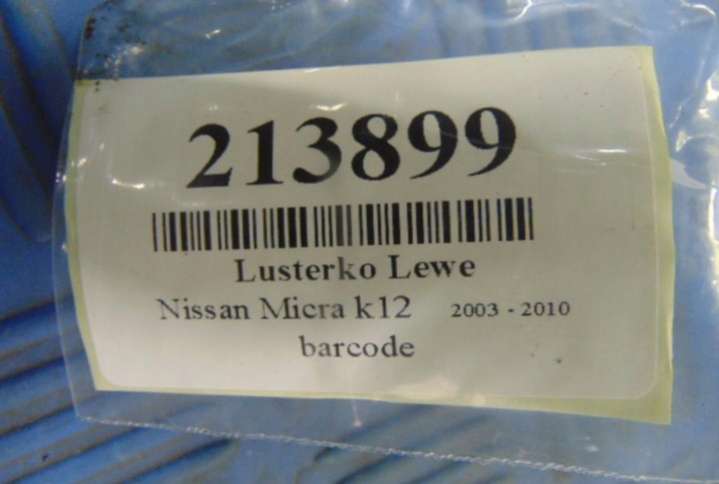 213899
Lusterko Lewe
Nissan Micra k12 2003 - 2010
barcode